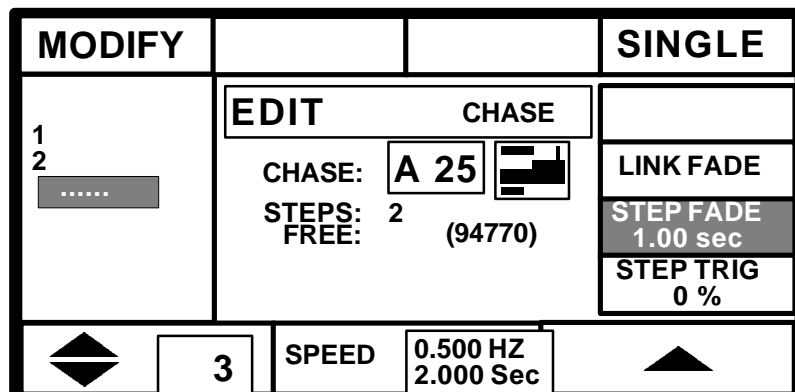 MODIFY
SINGLE
EDIT CHASE
1
2
......
CHASE: A 25
STEPS: 2
FREE: (94770)
LINK FADE
STEP FADE
1.00 sec
STEP TRIG
0 %
3
SPEED
0.500 HZ
2.000 Sec